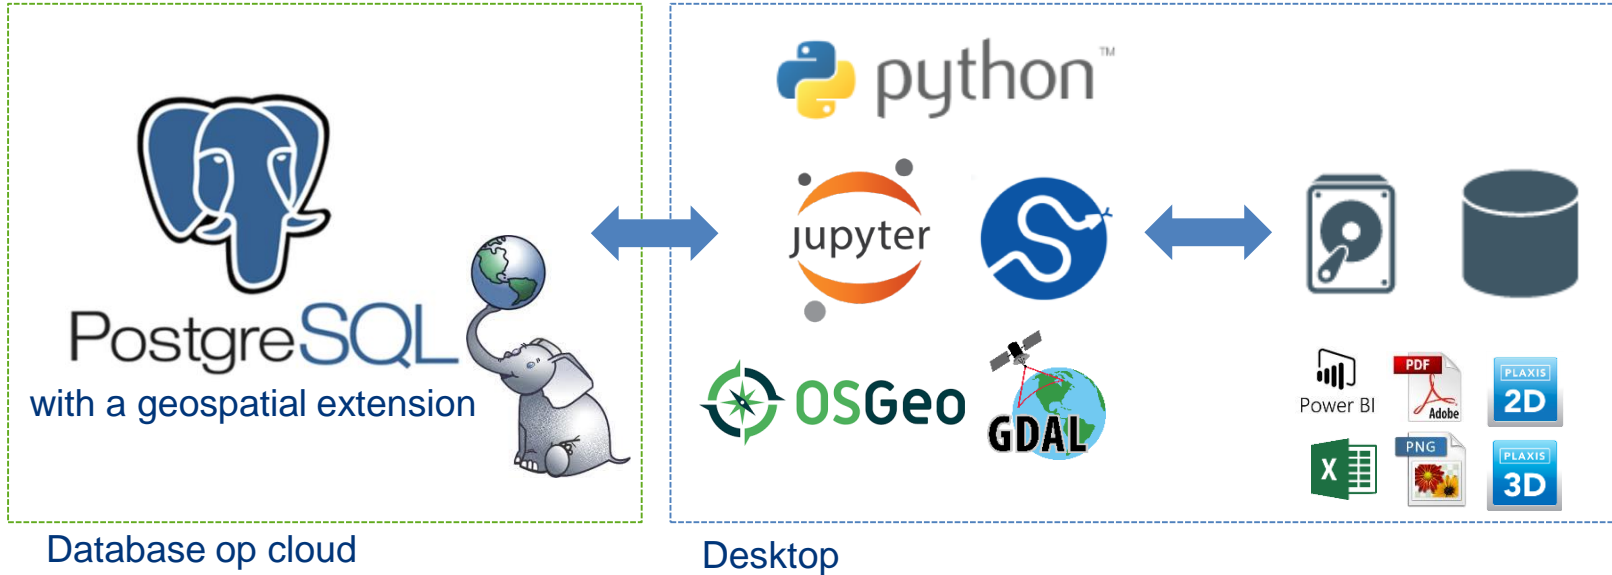 PostgreSQL
with a geospatial extension
Database op cloud
python™
jupyter
OSGeo
GDAL
Power BI
PDF
Adobe
PLAXIS
2D
X
PNG
PLAXIS
3D
Desktop